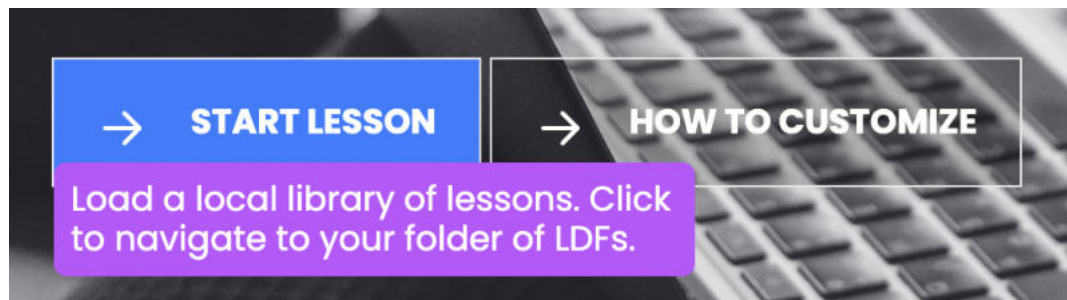 START LESSON
HOW TO CUSTOMIZE
Load a local library of lessons. Click
to navigate to your folder of LDFs.